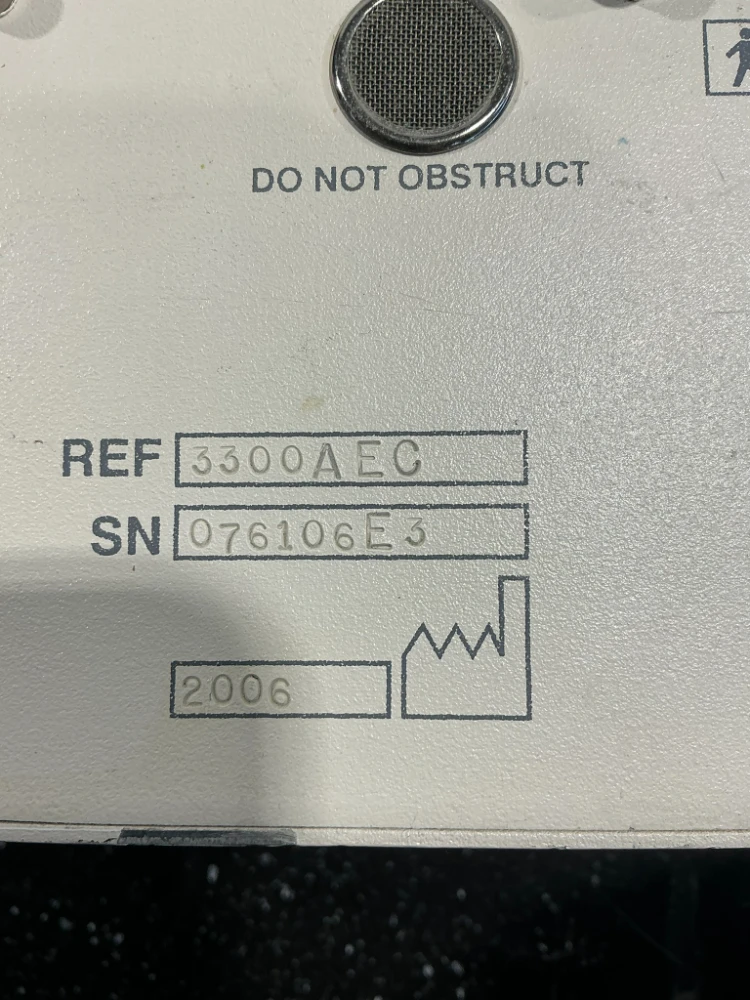 DO NOT OBSTRUCT
REF 3300AEC
SN 076106E3
2006